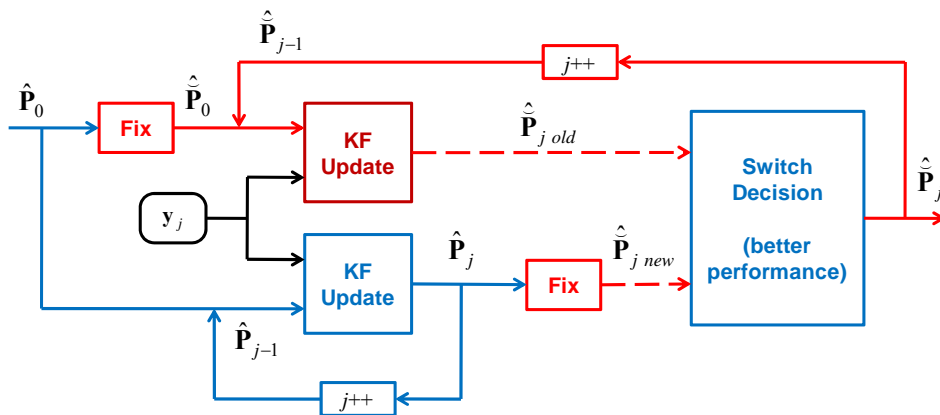 P̂̆_{j−1}
j++
P̂_0
Fix
P̂̆_0
KF
Update
P̂̆_{j old}
Switch
Decision
(better
performance)
P̂̆_j
y_j
KF
Update
P̂_j
Fix
P̂̆_{j new}
P̂_{j−1}
j++